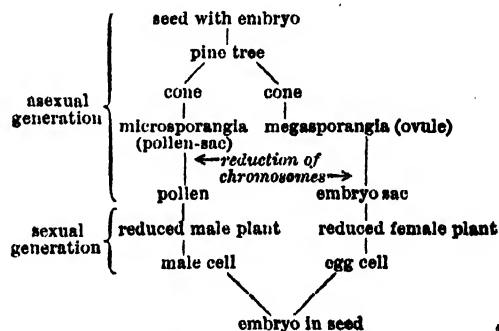 seed with embryo
pine tree
cone cone
asexual generation
microsporangia (pollen-sac)
megasporangia (ovule)
reduction of chromosomes
pollen embryo sac
sexual generation
reduced male plant reduced female plant
male cell egg cell
embryo in seed